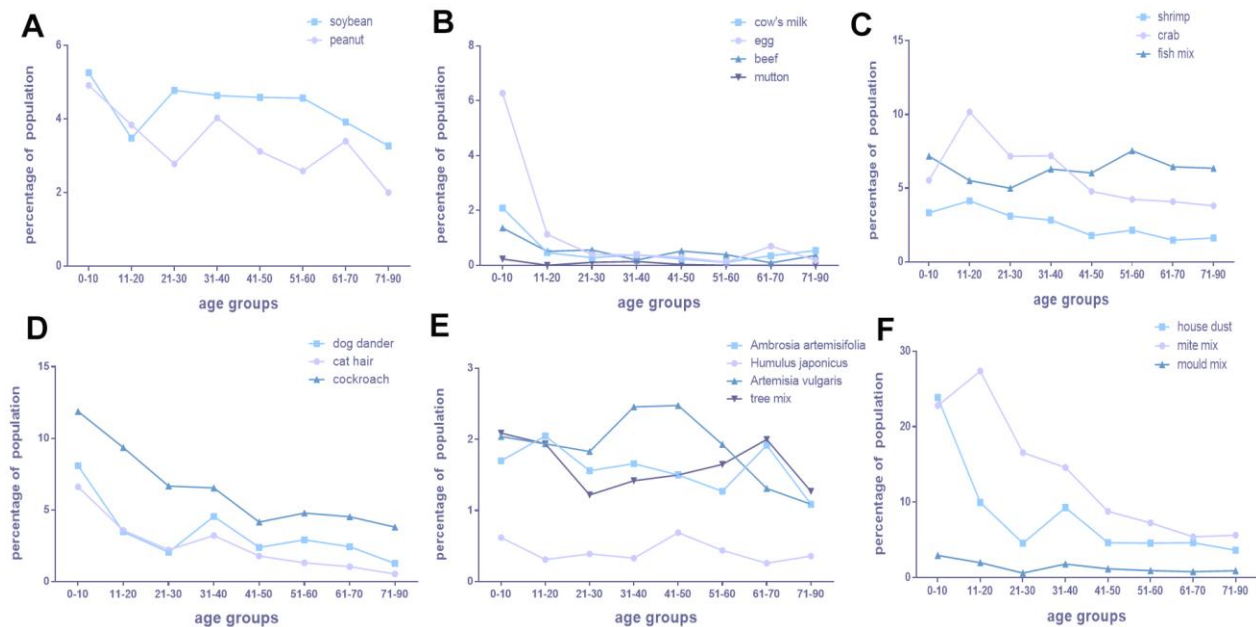 A
soybean
peanut
percentage of population
6
4
2
0
0-10 11-20 21-30 31-40 41-50 51-60 61-70 71-90
age groups
B
cow's milk
egg
beef
mutton
percentage of population
8
6
4
2
0
0-10 11-20 21-30 31-40 41-50 51-60 61-70 71-90
age groups
C
shrimp
crab
fish mix
percentage of population
15
10
5
0
0-10 11-20 21-30 31-40 41-50 51-60 61-70 71-90
age groups
D
dog dander
cat hair
cockroach
percentage of population
15
10
5
0
0-10 11-20 21-30 31-40 41-50 51-60 61-70 71-90
age groups
E
Ambrosia artemisifolia
Humulus japonicus
Artemisia vulgaris
tree mix
percentage of population
3
2
1
0
0-10 11-20 21-30 31-40 41-50 51-60 61-70 71-90
age groups
F
house dust
mite mix
mould mix
percentage of population
30
20
10
0
0-10 11-20 21-30 31-40 41-50 51-60 61-70 71-90
age groups